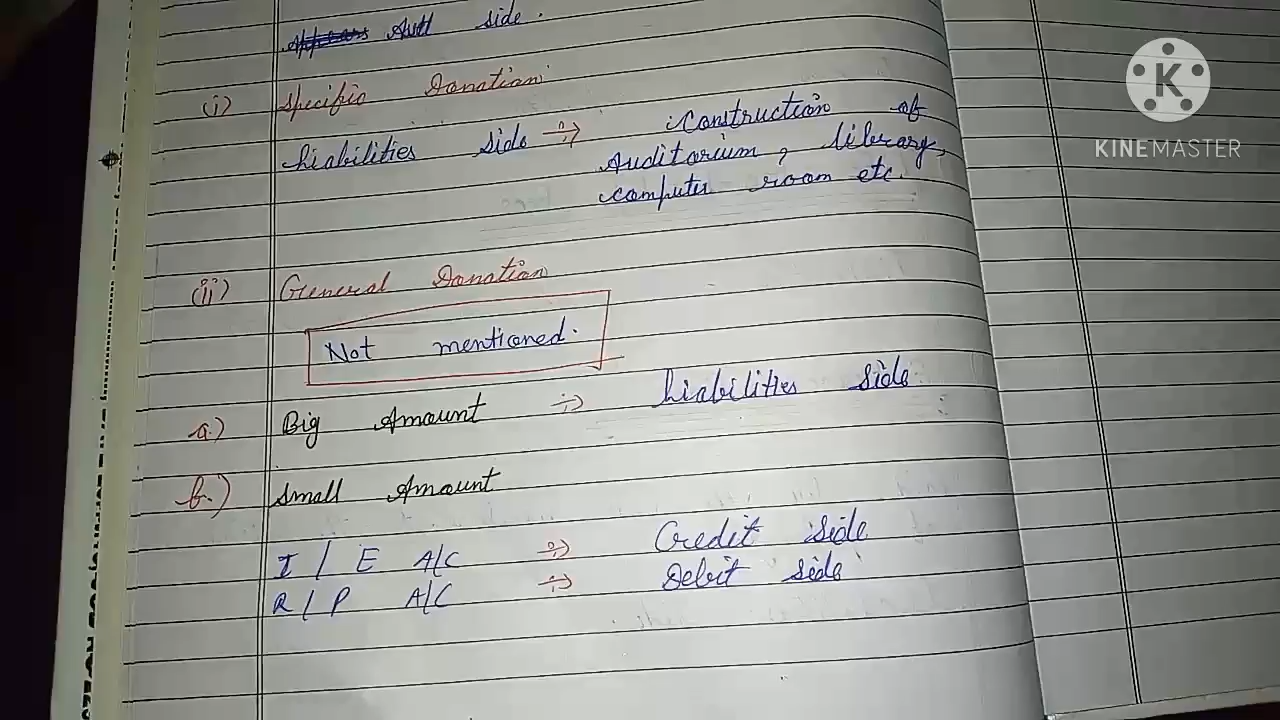 side.
(i) Specific Donation
Liabilities Side ⇒ Construction of
Auditorium, library,
computer room etc.
(ii) General Donation
Not mentioned.
a) Big Amount ⇒ Liabilities Side
b.) Small Amount
I / E A/C ⇒ Credit Side
R / P A/C ⇒ Debit Side
K
KINEMASTER